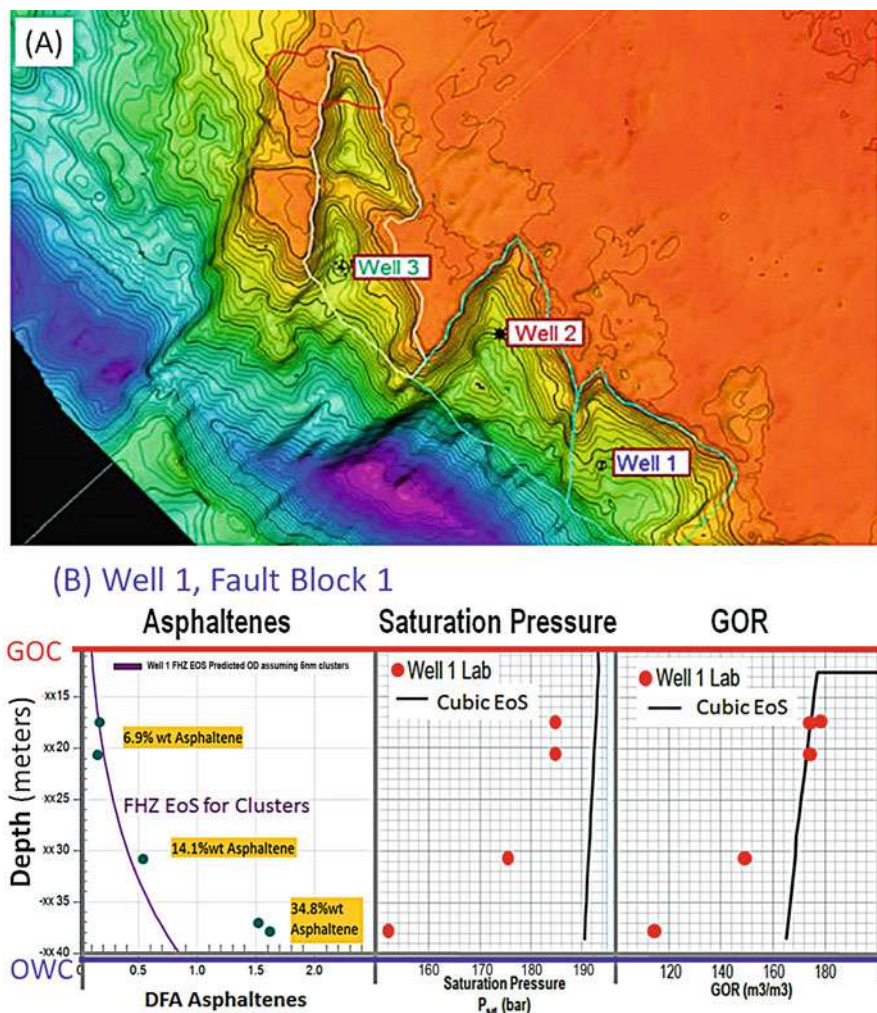 (A)
Well 3
Well 2
Well 1
(B) Well 1, Fault Block 1
Asphaltenes
Saturation Pressure
GOR
GOC
Well 1 FHZ EOS Predicted OD assuming 6nm clusters
Well 1 Lab
Cubic EoS
Well 1 Lab
Cubic EoS
Depth (meters)
-xx15
-xx20
-xx25
-xx30
-xx35
-xx40
6.9% wt Asphaltene
FHZ EoS for Clusters
14.1%wt Asphaltene
34.8%wt
Asphaltene
OWC
0
0.5
1.0
1.5
2.0
DFA Asphaltenes
160
170
180
190
Saturation Pressure
Psat (bar)
120
140
160
180
GOR (m3/m3)